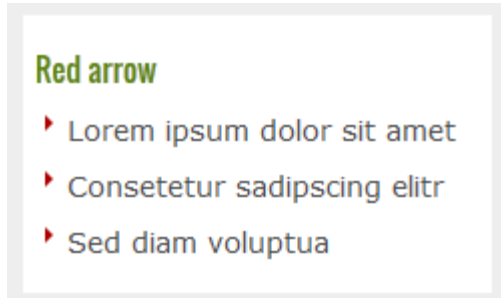 Red arrow
Lorem ipsum dolor sit amet
Consetetur sadipscing elitr
Sed diam voluptua